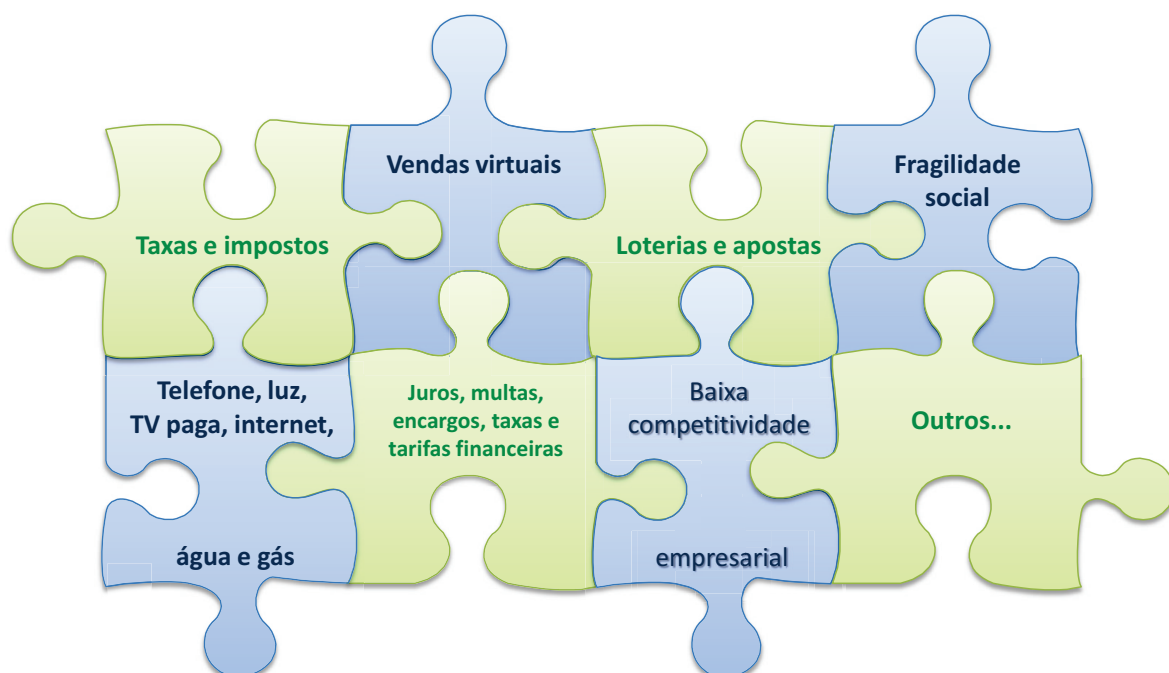 Taxas e impostos
Vendas virtuais
Loterias e apostas
Fragilidade
social
Telefone, luz,
TV paga, internet,
água e gás
Juros, multas,
encargos, taxas e
tarifas financeiras
Baixa
competitividade
empresarial
Outros...